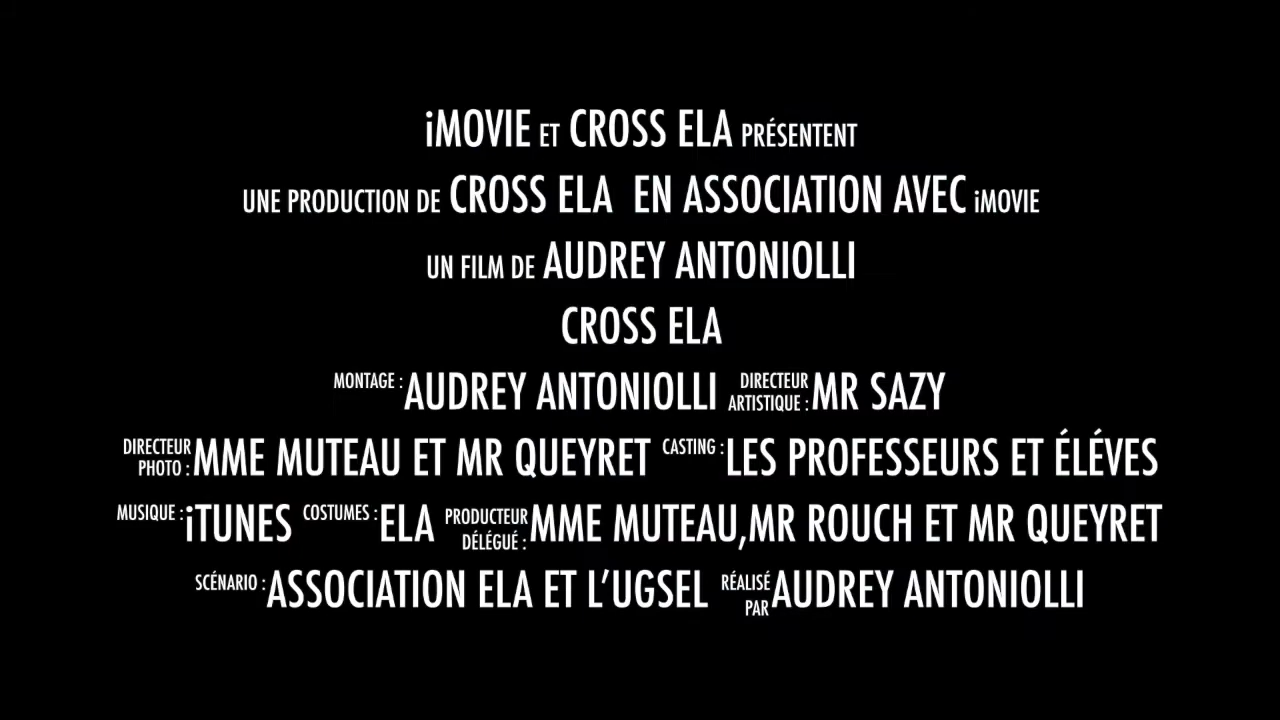 iMOVIE ET CROSS ELA PRÉSENTENT
UNE PRODUCTION DE CROSS ELA EN ASSOCIATION AVEC iMOVIE
UN FILM DE AUDREY ANTONIOLLI
CROSS ELA
MONTAGE : AUDREY ANTONIOLLI DIRECTEUR ARTISTIQUE : MR SAZY
DIRECTEUR PHOTO : MME MUTEAU ET MR QUEYRET CASTING : LES PROFESSEURS ET ÉLÉVES
MUSIQUE : iTUNES COSTUMES : ELA PRODUCTEUR DÉLÉGUÉ : MME MUTEAU,MR ROUCH ET MR QUEYRET
SCÉNARIO : ASSOCIATION ELA ET L’UGSEL RÉALISÉ PAR AUDREY ANTONIOLLI